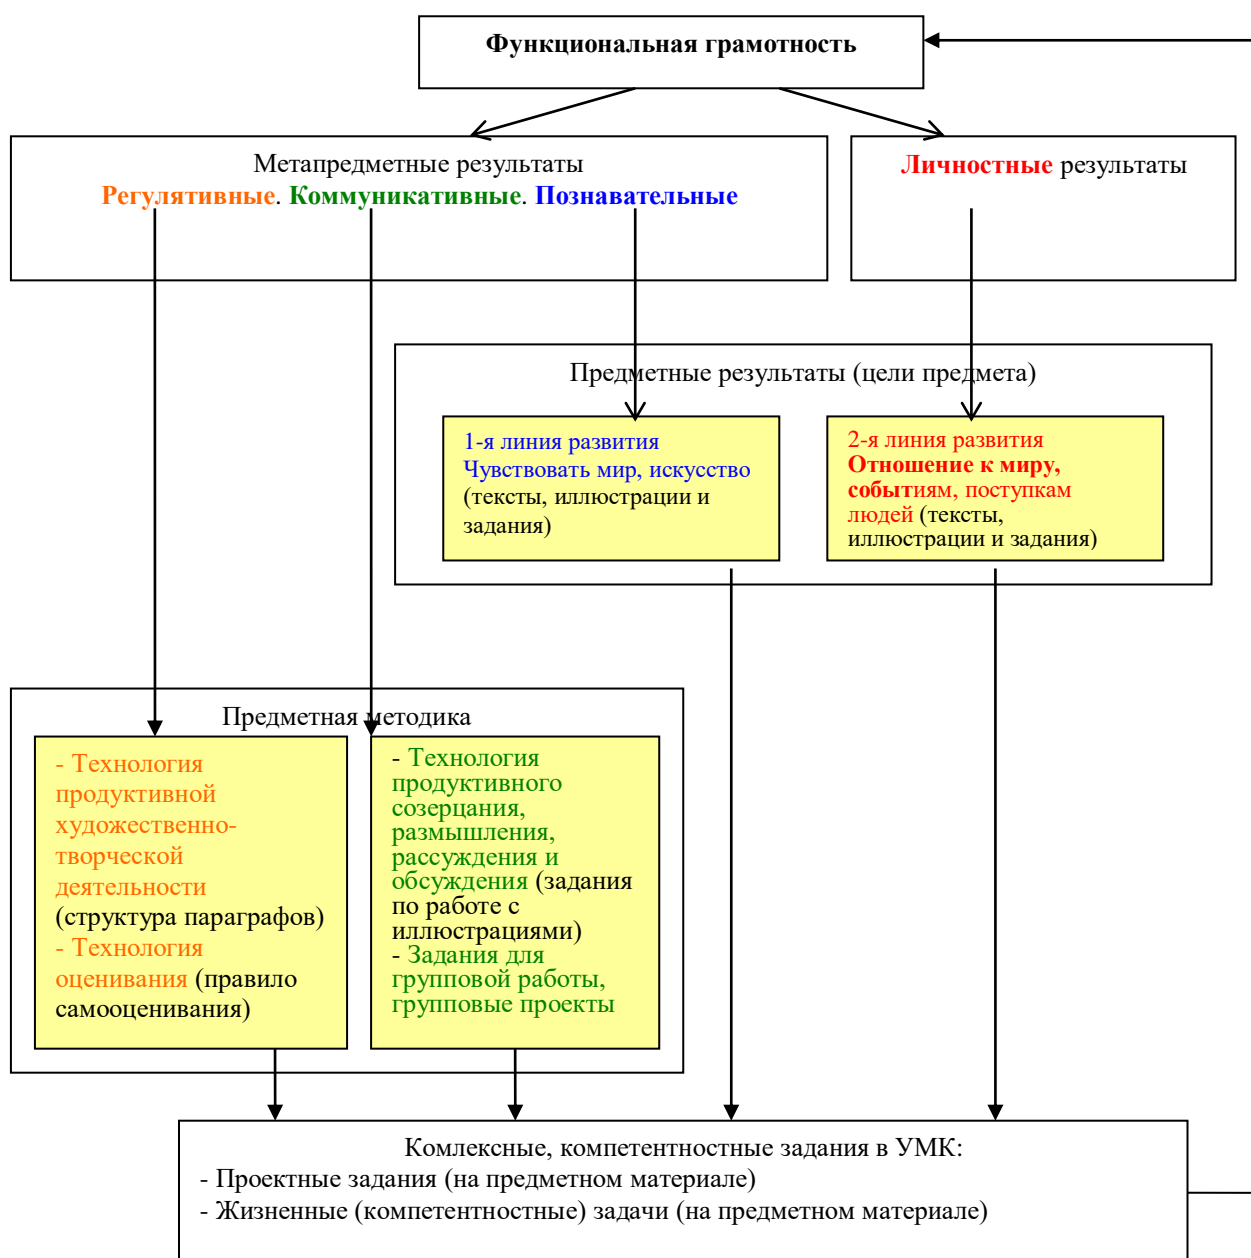 Функциональная грамотность
Метапредметные результаты
Регулятивные. Коммуникативные. Познавательные
Личностные результаты
Предметные результаты (цели предмета)
1-я линия развития
Чувствовать мир, искусство
(тексты, иллюстрации и
задания)
2-я линия развития
Отношение к миру,
событиям, поступкам
людей (тексты,
иллюстрации и задания)
Предметная методика
- Технология
продуктивной
художественно-
творческой
деятельности
(структура параграфов)
- Технология
оценивания (правило
самооценивания)
- Технология
продуктивного
созерцания,
размышления,
рассуждения и
обсуждения (задания
по работе с
иллюстрациями)
- Задания для
групповой работы,
групповые проекты
Комлексные, компетентностные задания в УМК:
- Проектные задания (на предметном материале)
- Жизненные (компетентностные) задачи (на предметном материале)